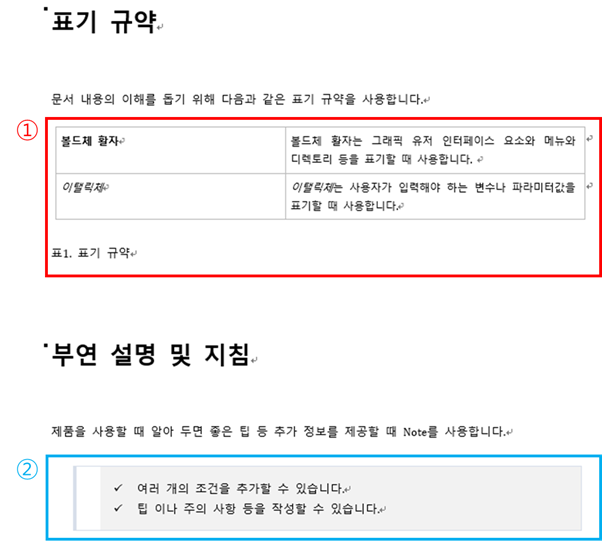 표기 규약
문서 내용의 이해를 돕기 위해 다음과 같은 표기 규약을 사용합니다.
①
볼드체 활자
볼드체 활자는 그래픽 유저 인터페이스 요소와 메뉴와
디렉토리 등을 표기할 때 사용합니다.
이탤릭체
이탤릭체는 사용자가 입력해야 하는 변수나 파라미터값을
표기할 때 사용합니다.
표1. 표기 규약
부연 설명 및 지침
제품을 사용할 때 알아 두면 좋은 팁 등 추가 정보를 제공할 때 Note를 사용합니다.
②
✓ 여러 개의 조건을 추가할 수 있습니다.
✓ 팁 이나 주의 사항 등을 작성할 수 있습니다.